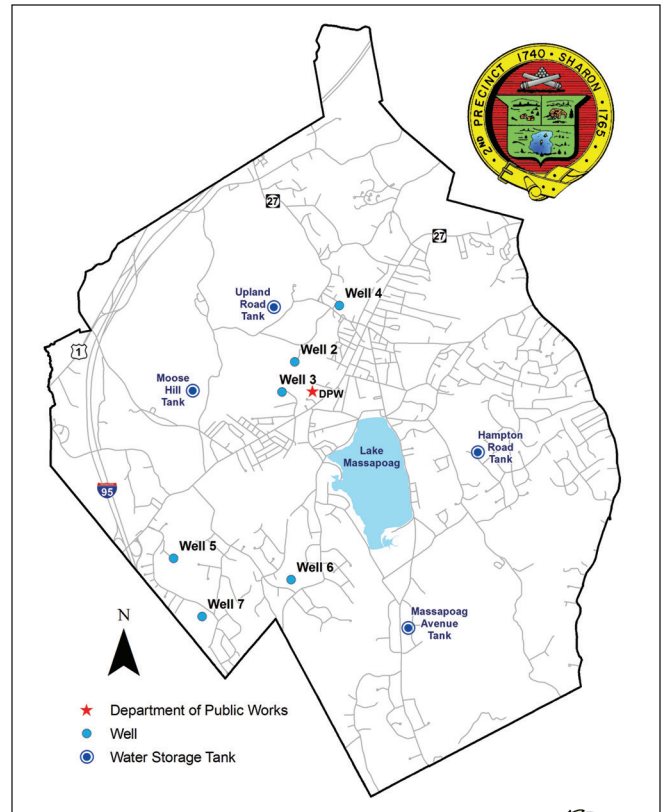 2ND PRECINCT 1740 • SHARON • 1765
27
27
Upland
Road
Tank
Well 4
Well 2
1
Moose
Hill
Tank
Well 3
DPW
Lake
Massapoag
Hampton
Road
Tank
95
Well 5
Well 6
Well 7
Massapoag
Avenue
Tank
N
Department of Public Works
Well
Water Storage Tank